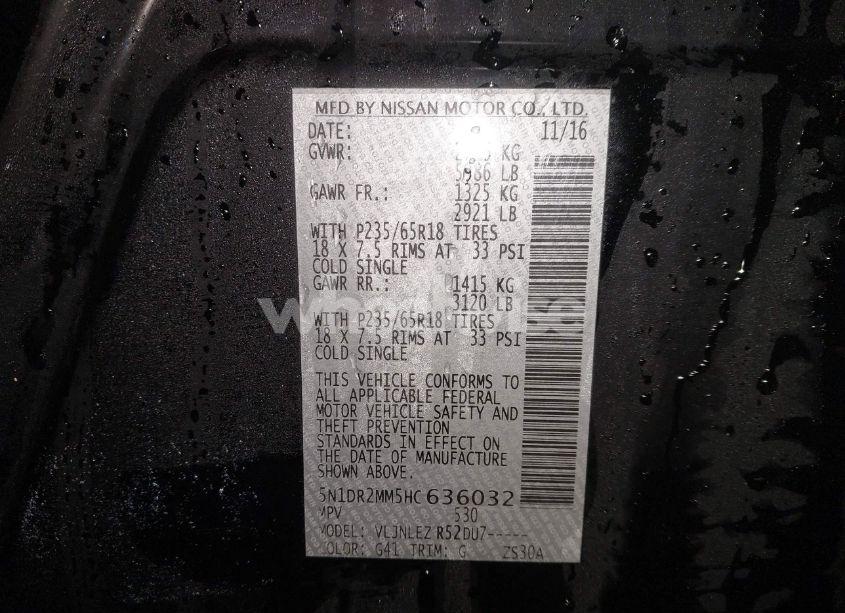 MFD BY NISSAN MOTOR CO., LTD.
DATE: 11/16
GVWR: KG
5986 LB
GAWR FR.: 1325 KG
2921 LB
WITH P235/65R18 TIRES
18 X 7.5 RIMS AT 33 PSI
COLD SINGLE
GAWR RR.: 1415 KG
3120 LB
WITH P235/65R18 TIRES
18 X 7.5 RIMS AT 33 PSI
COLD SINGLE
THIS VEHICLE CONFORMS TO
ALL APPLICABLE FEDERAL
MOTOR VEHICLE SAFETY AND
THEFT PREVENTION
STANDARDS IN EFFECT ON
THE DATE OF MANUFACTURE
SHOWN ABOVE.
5N1DR2MM5HC636032
MPV 530
MODEL: VLJNLEZ R52DU7-----
COLOR: G41 TRIM: G ZS30A